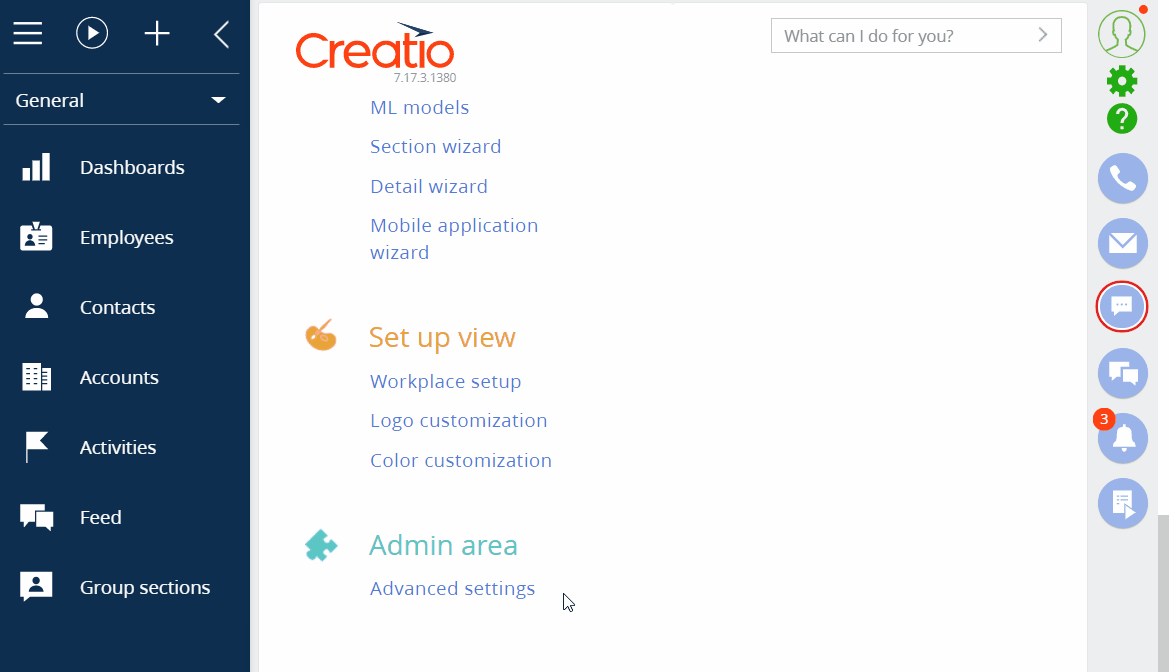 General
Dashboards
Employees
Contacts
Accounts
Activities
Feed
Group sections
Creatio
7.17.3.1380
What can I do for you?
ML models
Section wizard
Detail wizard
Mobile application
wizard
Set up view
Workplace setup
Logo customization
Color customization
Admin area
Advanced settings
?
3